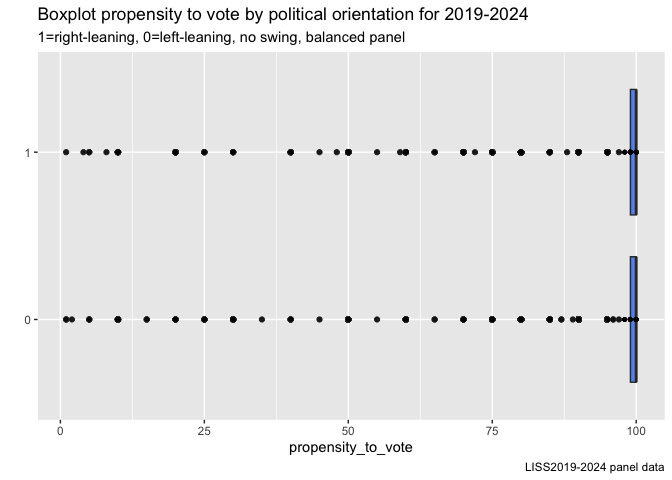 Boxplot propensity to vote by political orientation for 2019-2024
1=right-leaning, 0=left-leaning, no swing, balanced panel
1
0
0 25 50 75 100
propensity_to_vote
LISS2019-2024 panel data